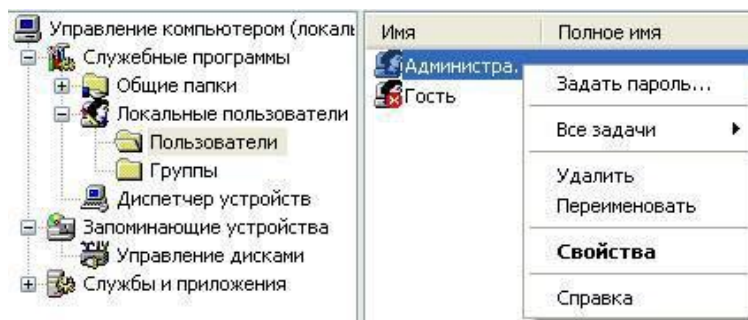 Управление компьютером (локаль
Служебные программы
Общие папки
Локальные пользователи
Пользователи
Группы
Диспетчер устройств
Запоминающие устройства
Управление дисками
Службы и приложения
Имя
Полное имя
Администра.
Гость
Задать пароль...
Все задачи
Удалить
Переименовать
Свойства
Справка